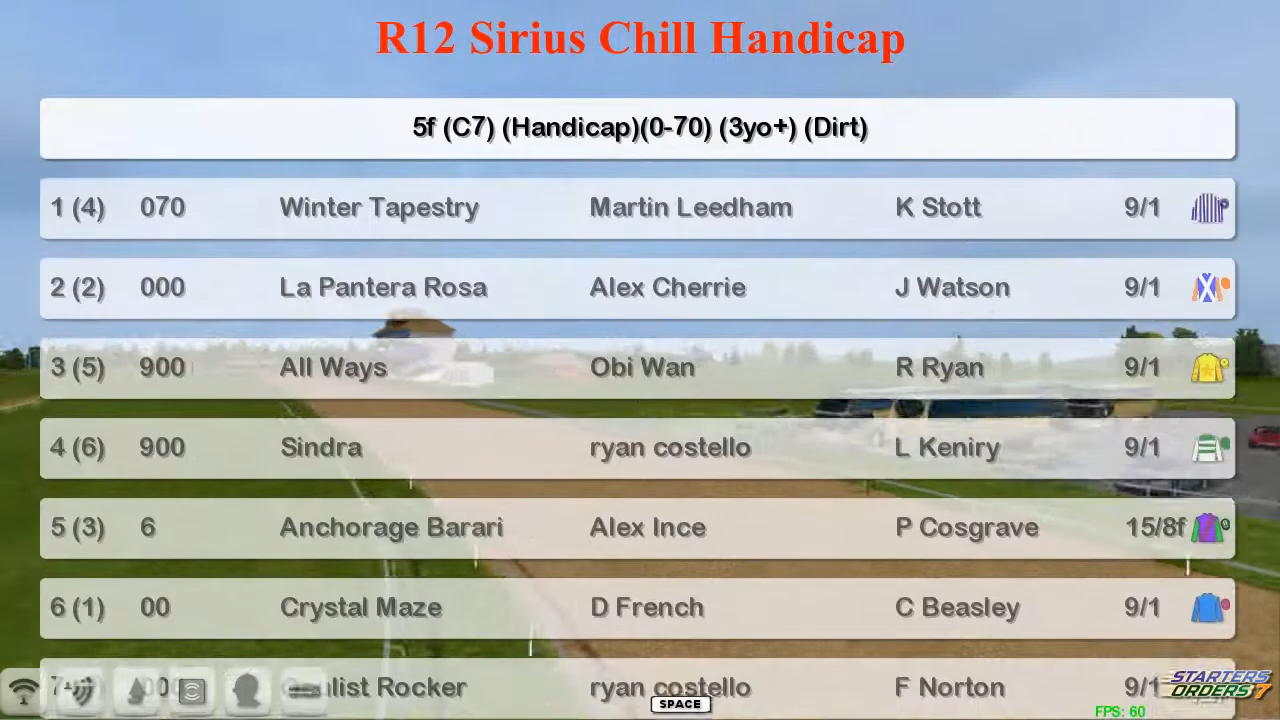 R12 Sirius Chill Handicap
5f (C7) (Handicap)(0-70) (3yo+) (Dirt)
1 (4) 070 Winter Tapestry Martin Leedham K Stott 9/1
2 (2) 000 La Pantera Rosa Alex Cherrie J Watson 9/1
3 (5) 900 All Ways Obi Wan R Ryan 9/1
4 (6) 900 Sindra ryan costello L Keniry 9/1
5 (3) 6 Anchorage Barari Alex Ince P Cosgrave 15/8f
6 (1) 00 Crystal Maze D French C Beasley 9/1
Rocker ryan costello F Norton 9/1
STARTERS ORDERS 7
SPACE
FPS: 60